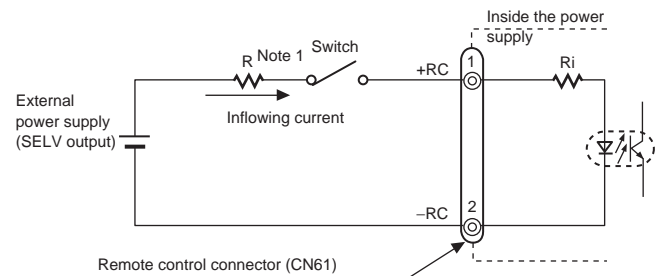 Inside the power
supply
R Note 1 Switch
+RC
1
Ri
External
power supply
(SELV output)
Inflowing current
−RC
2
Remote control connector (CN61)